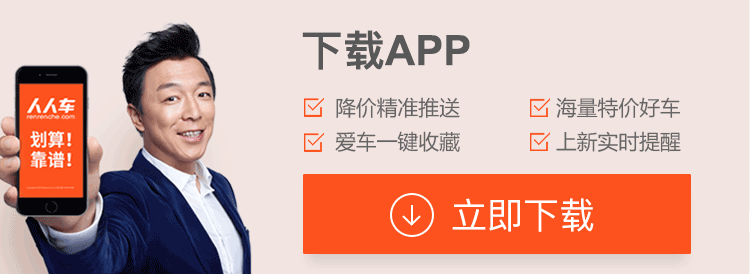 人人车
renrenche.com
划算！
靠谱！
下载APP
降价精准推送
海量特价好车
爱车一键收藏
上新实时提醒
立即下载